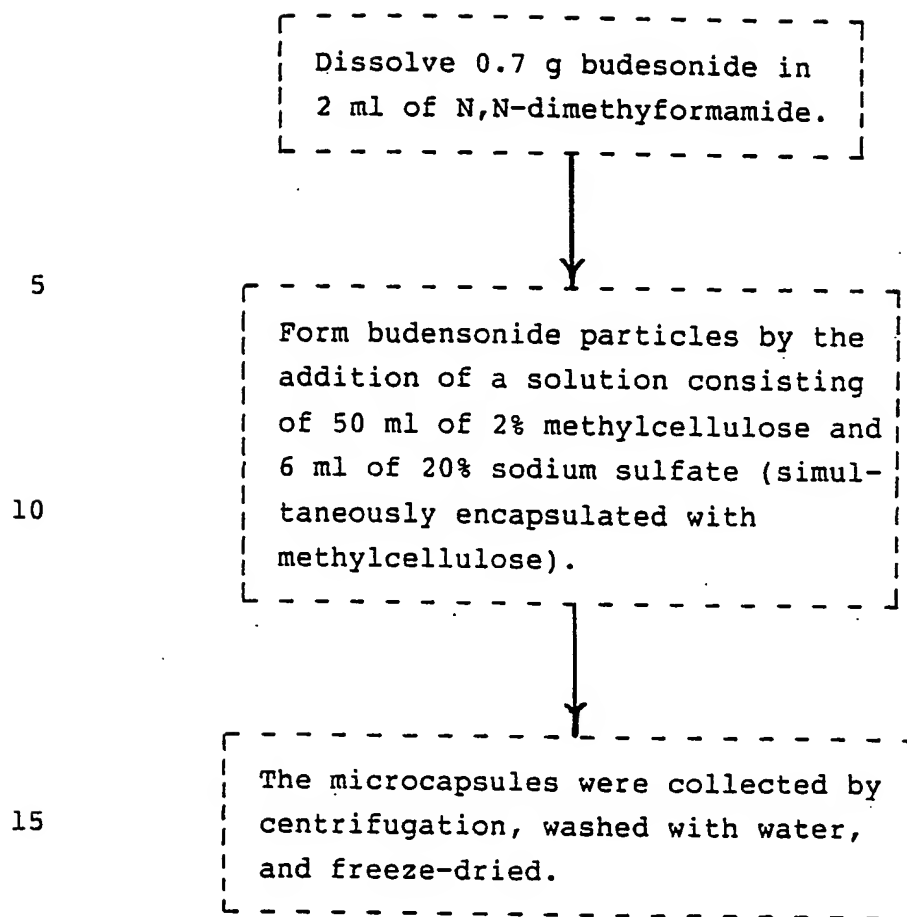 Dissolve 0.7 g budesonide in
2 ml of N,N-dimethyformamide.
5
Form budensonide particles by the
addition of a solution consisting
of 50 ml of 2% methylcellulose and
6 ml of 20% sodium sulfate (simul-
10
taneously encapsulated with
methylcellulose).
The microcapsules were collected by
15
centrifugation, washed with water,
and freeze-dried.